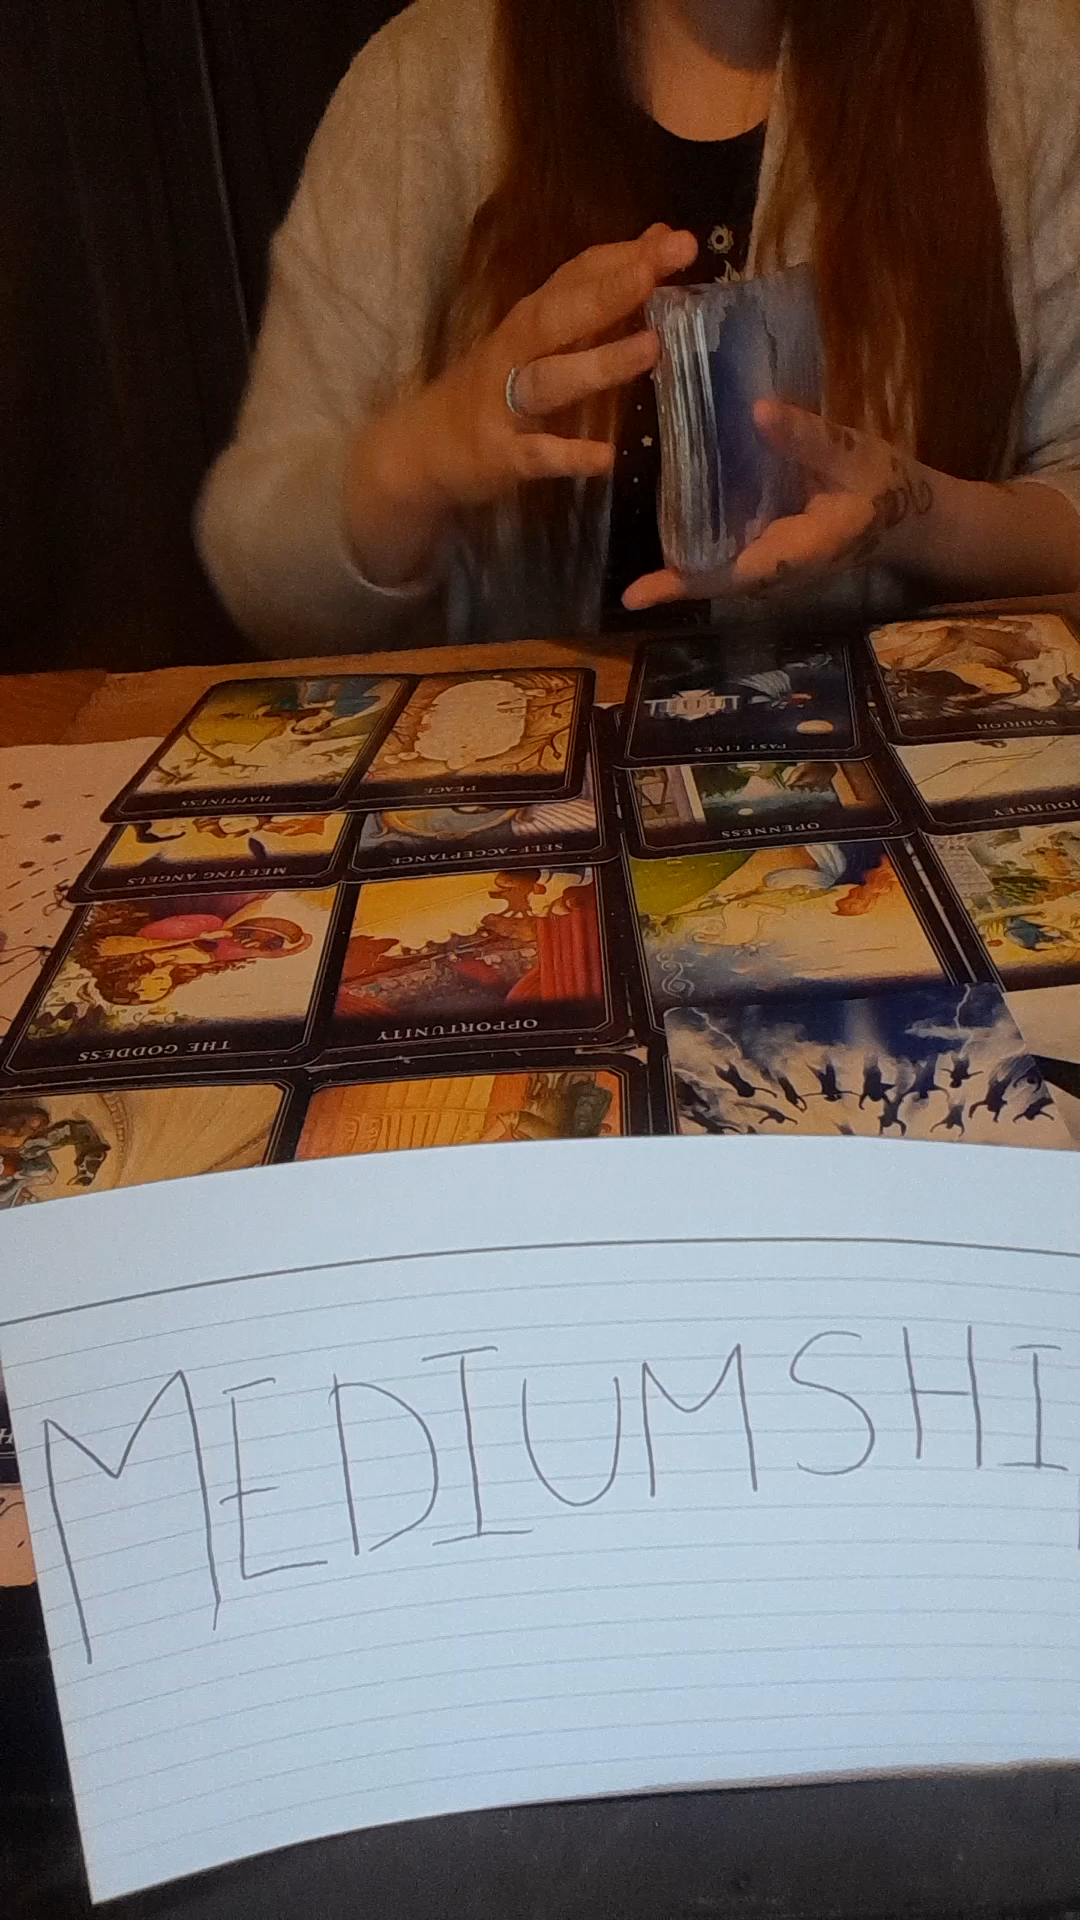 PAST LIVES
WARRIOR
HAPPINESS
PEACE
OPENNESS
JOURNEY
MEETING ANGELS
SELF-ACCEPTANCE
THE GODDESS
OPPORTUNITY
MEDIUMSHI